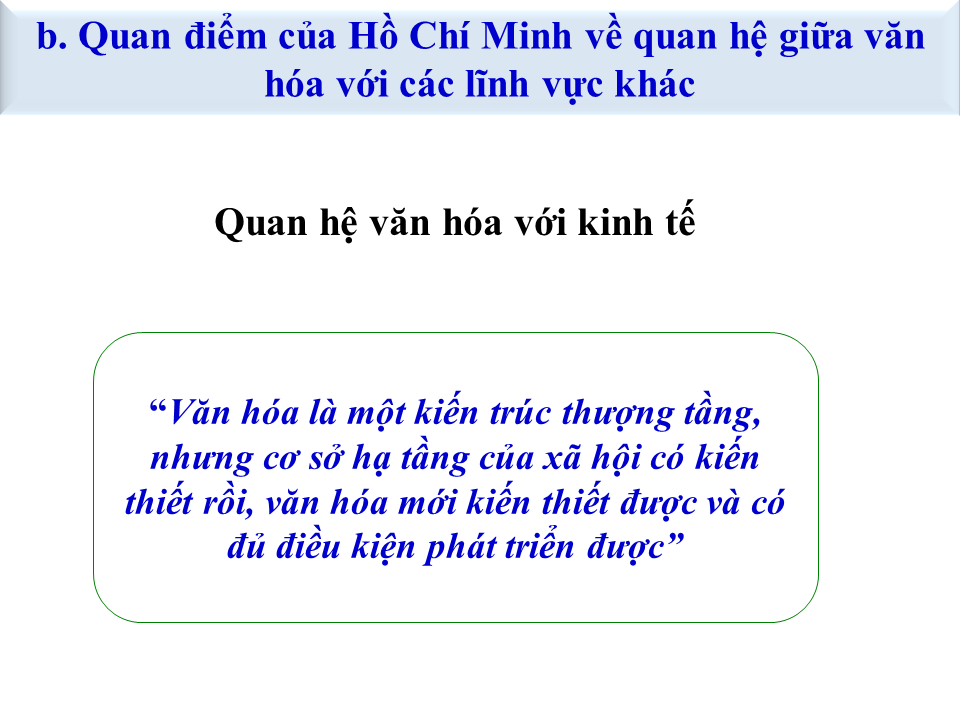 b. Quan điểm của Hồ Chí Minh về quan hệ giữa văn
hóa với các lĩnh vực khác
Quan hệ văn hóa với kinh tế
“Văn hóa là một kiến trúc thượng tầng,
nhưng cơ sở hạ tầng của xã hội có kiến
thiết rồi, văn hóa mới kiến thiết được và có
đủ điều kiện phát triển được”